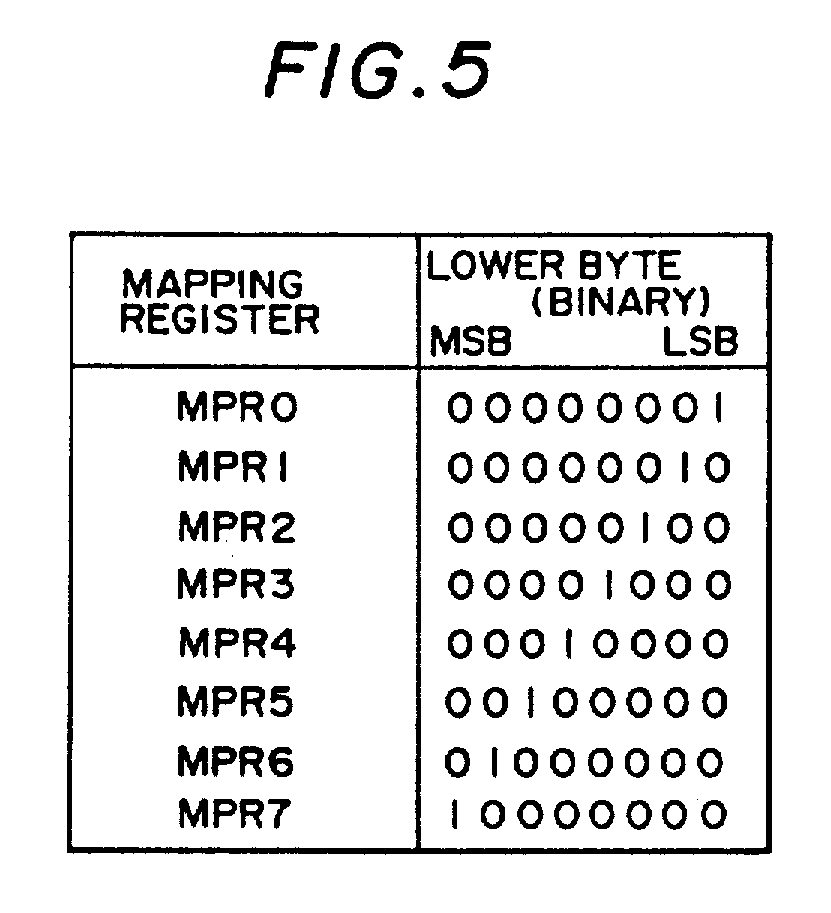 FIG. 5
MAPPING
REGISTER
LOWER BYTE
(BINARY)
MSB LSB
MPR0 00000001
MPR1 00000010
MPR2 00000100
MPR3 00001000
MPR4 00010000
MPR5 00100000
MPR6 01000000
MPR7 10000000